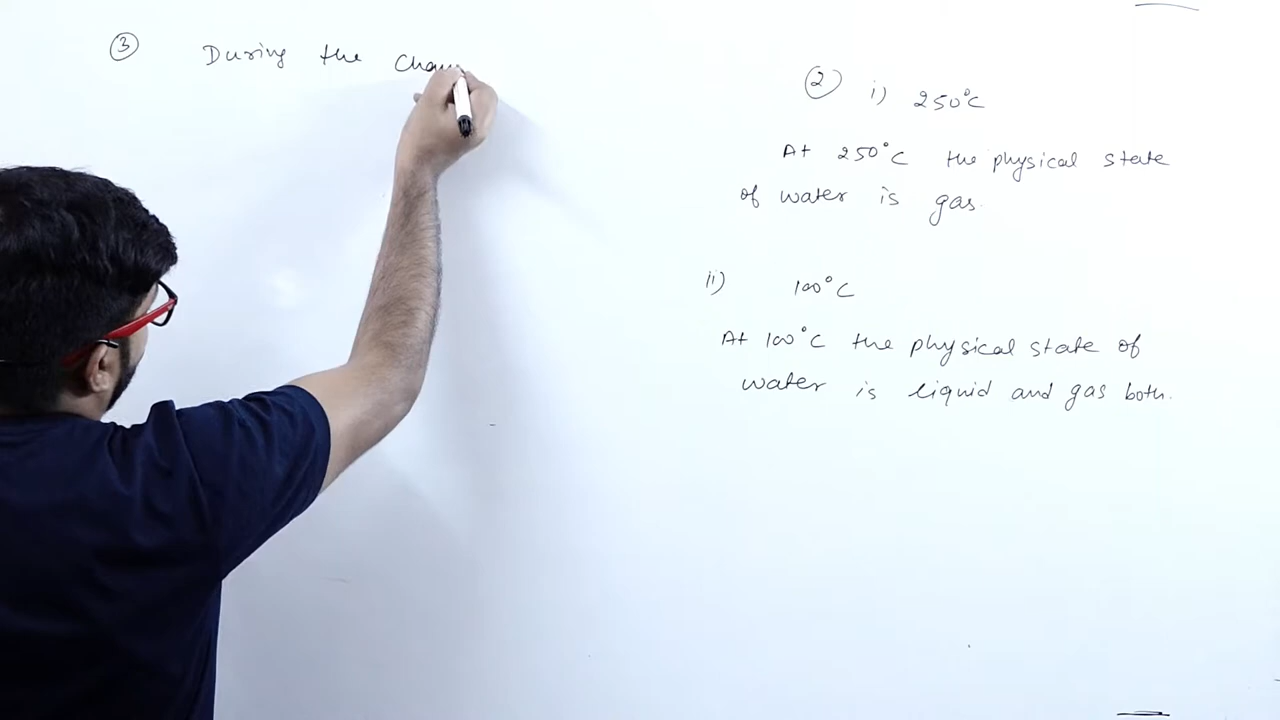 ③ During the
② i) 250°C
At 250°C the physical state
of water is gas.
ii) 100°C
At 100°C the physical state of
water is liquid and gas both.